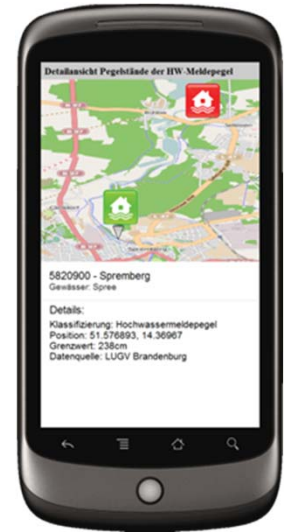 Detailansicht Pegelstände der HW-Meldepegel
5820900 - Spremberg
Gewässer: Spree
Details:
Klassifizierung: Hochwassermeldepegel
Position: 51.576893, 14.36967
Grenzwert: 238cm
Datenquelle: LUGV Brandenburg